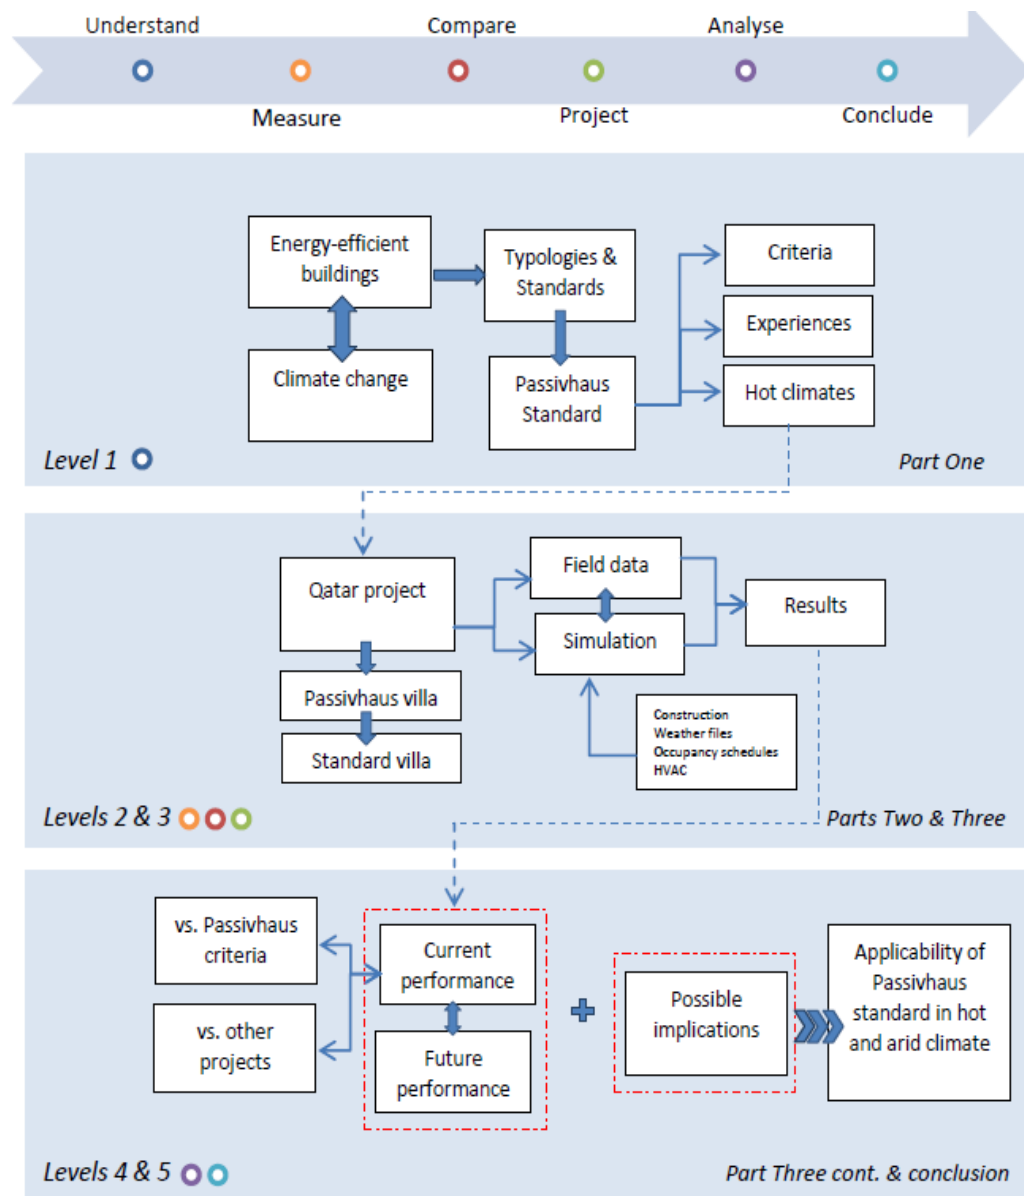 Understand
Compare
Analyse
Measure
Project
Conclude
Energy-efficient
buildings
Climate change
Typologies &
Standards
Passivhaus
Standard
Criteria
Experiences
Hot climates
Level 1
Part One
Qatar project
Passivhaus villa
Standard villa
Field data
Simulation
Construction
Weather files
Occupancy schedules
HVAC
Results
Levels 2 & 3
Parts Two & Three
vs. Passivhaus
criteria
vs. other
projects
Current
performance
Future
performance
Possible
implications
Applicability of
Passivhaus
standard in hot
and arid climate
Levels 4 & 5
Part Three cont. & conclusion